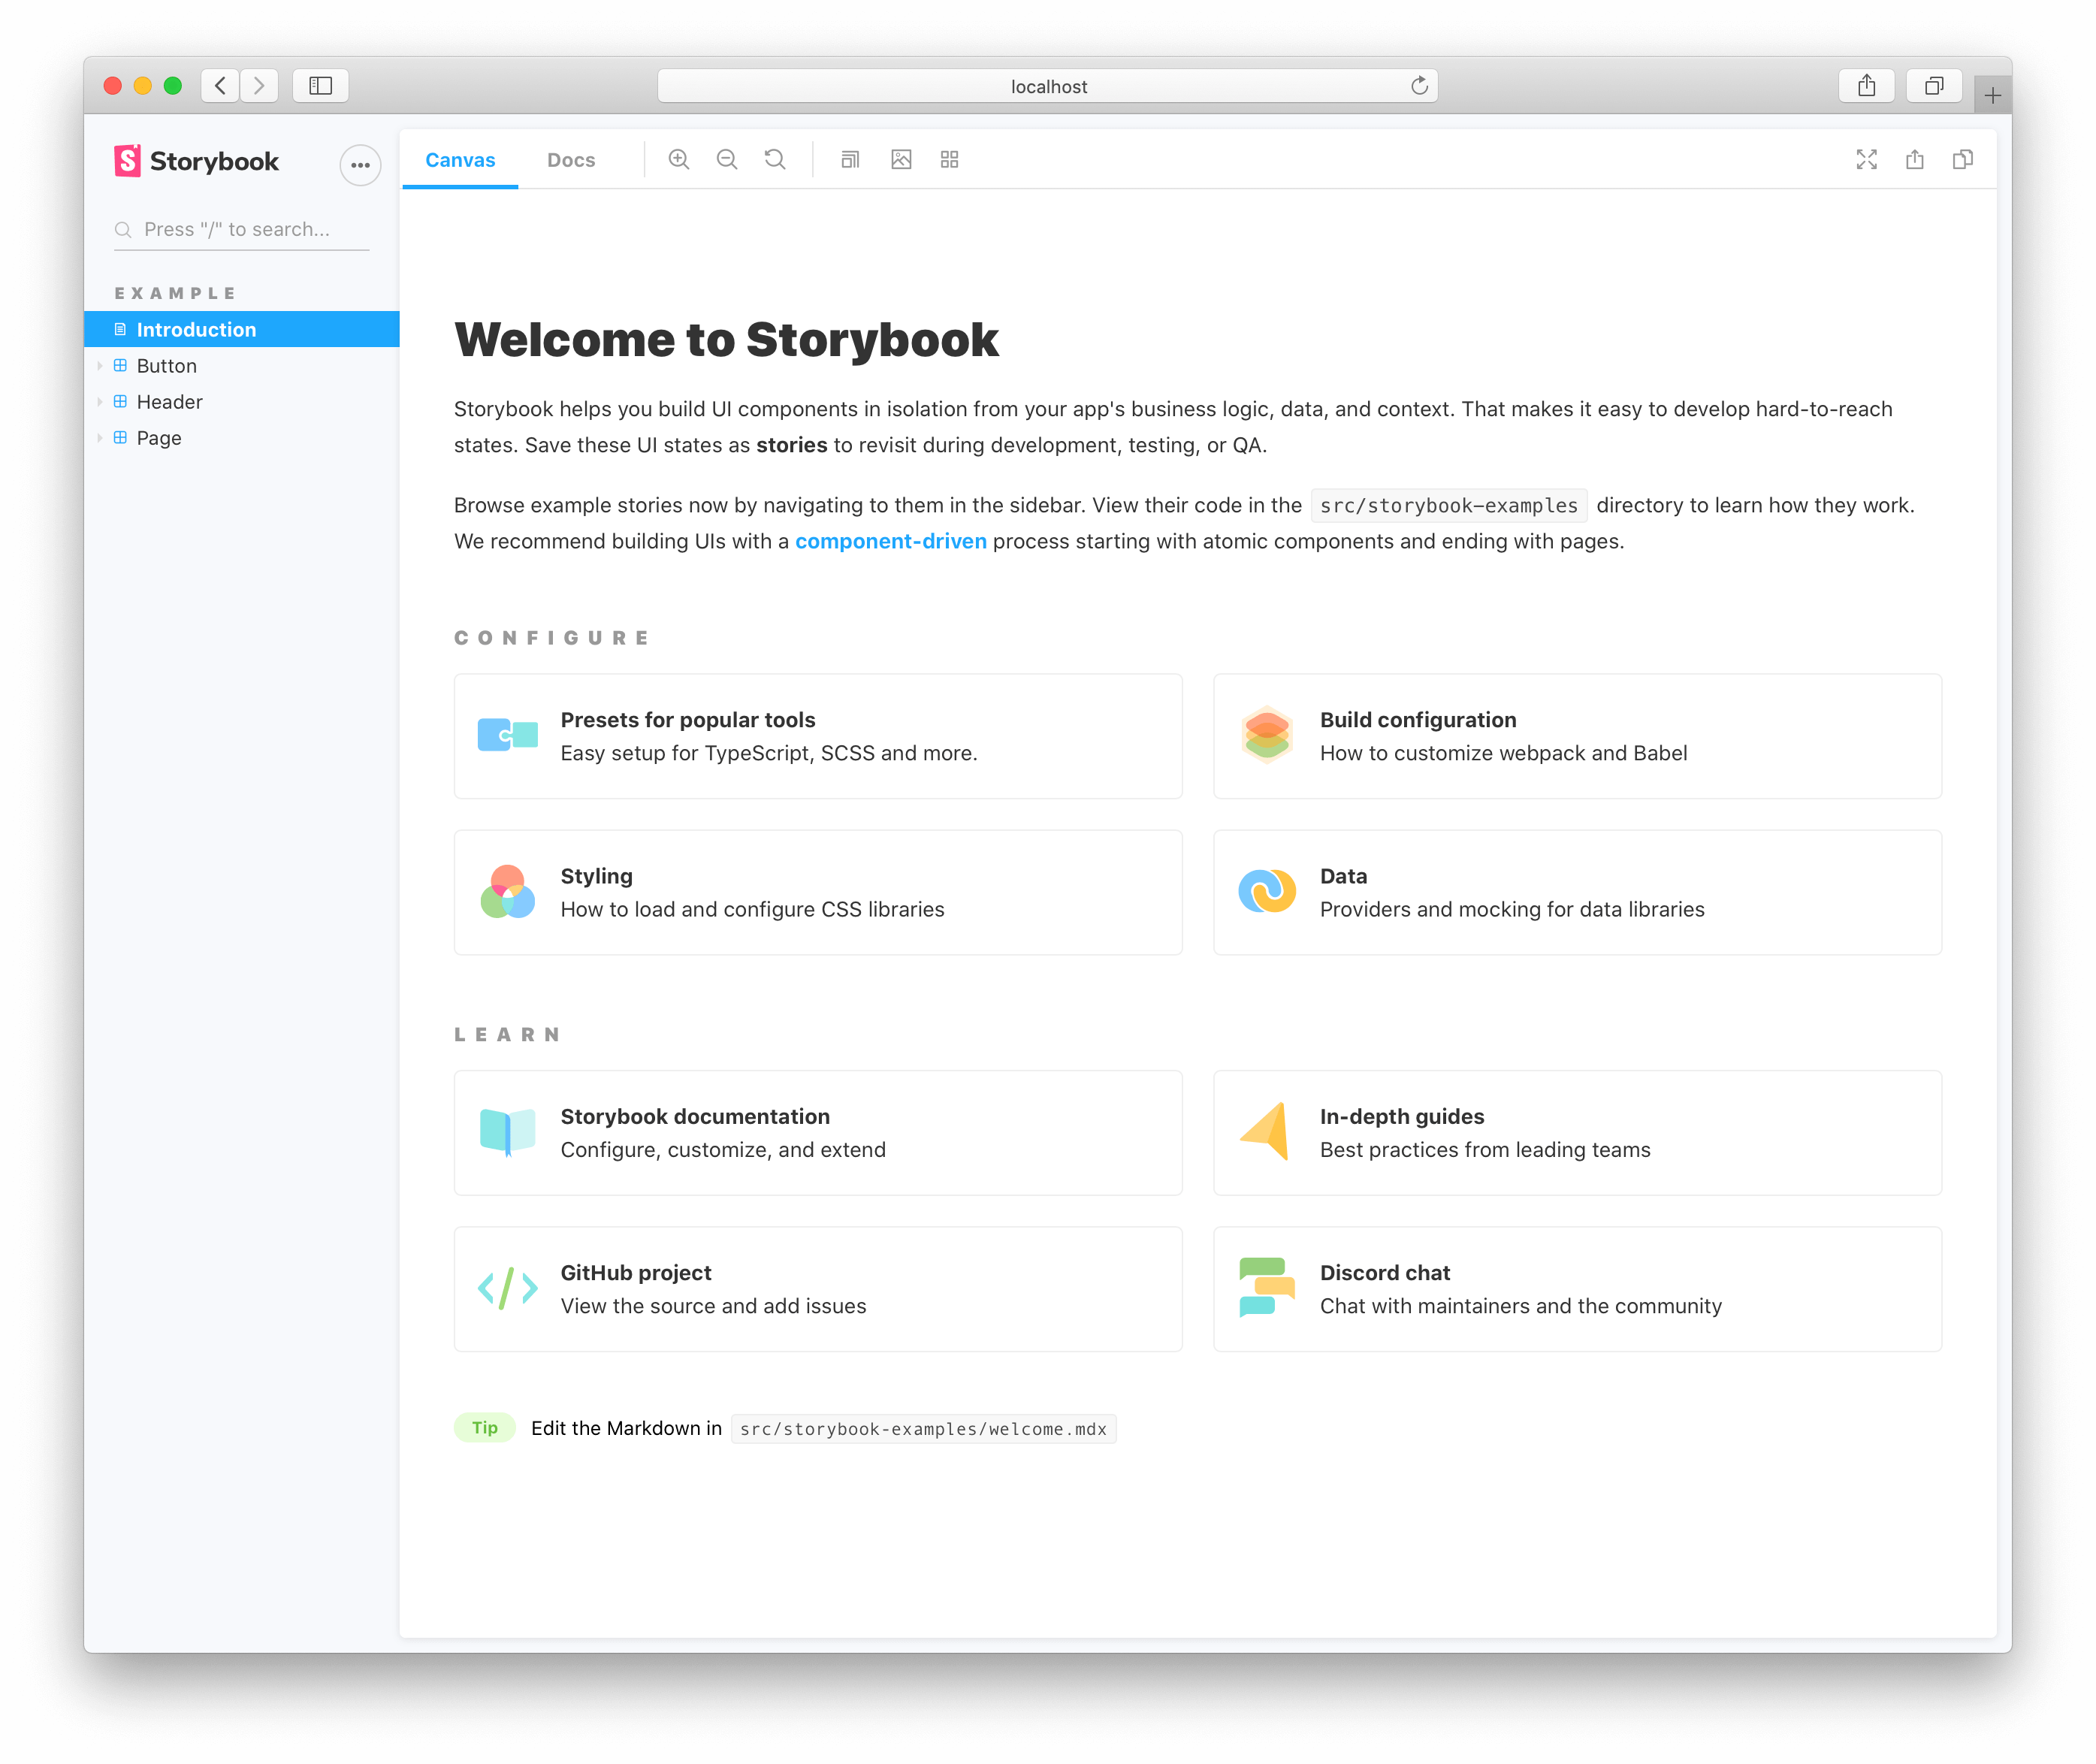 localhost
Storybook
Canvas
Docs
Press "/" to search...
EXAMPLE
Introduction
Button
Header
Page
Welcome to Storybook
Storybook helps you build UI components in isolation from your app's business logic, data, and context. That makes it easy to develop hard-to-reach
states. Save these UI states as stories to revisit during development, testing, or QA.
Browse example stories now by navigating to them in the sidebar. View their code in the src/storybook-examples directory to learn how they work.
We recommend building UIs with a component-driven process starting with atomic components and ending with pages.
CONFIGURE
Presets for popular tools
Easy setup for TypeScript, SCSS and more.
Build configuration
How to customize webpack and Babel
Styling
How to load and configure CSS libraries
Data
Providers and mocking for data libraries
LEARN
Storybook documentation
Configure, customize, and extend
In-depth guides
Best practices from leading teams
GitHub project
View the source and add issues
Discord chat
Chat with maintainers and the community
Tip Edit the Markdown in src/storybook-examples/welcome.mdx